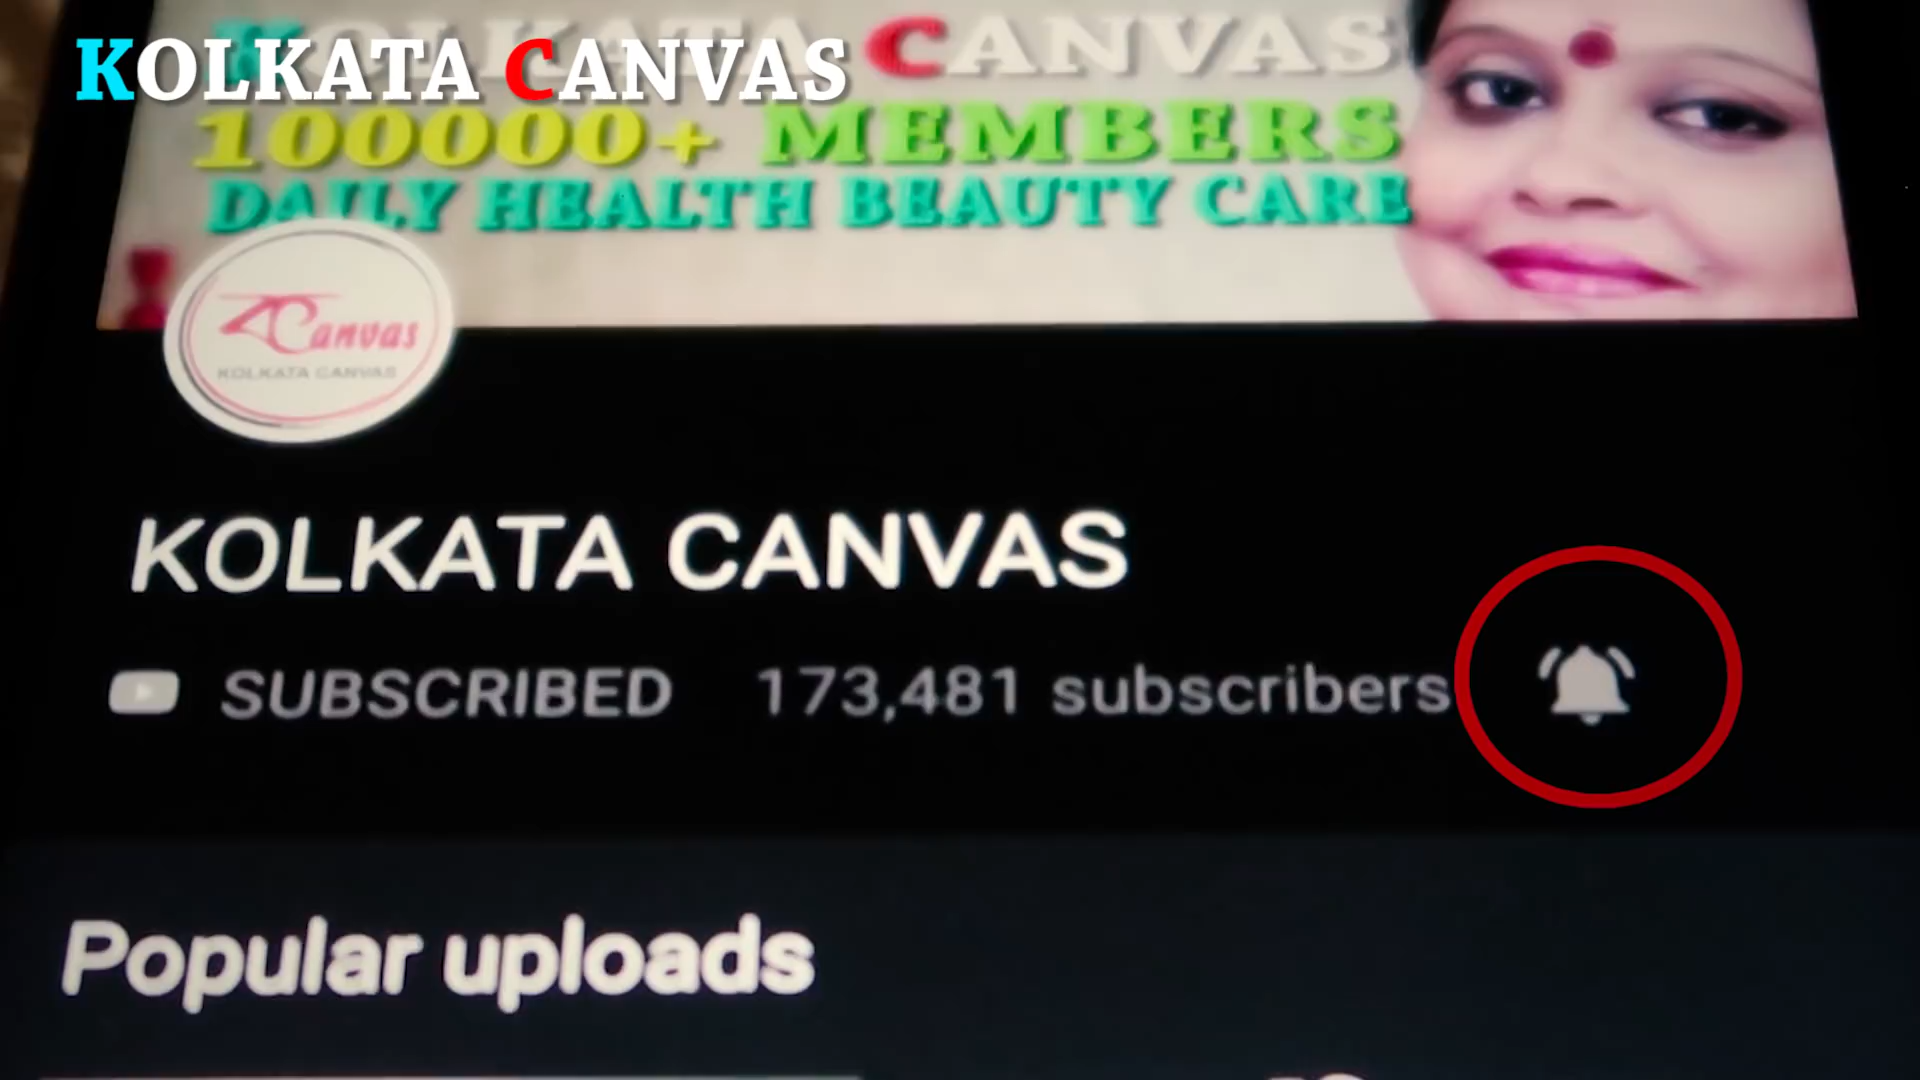 KOLKATA CANVAS
KOLKATA CANVAS
100000+ MEMBERS
DAILY HEALTH BEAUTY CARE
Canvas
KOLKATA CANVAS
KOLKATA CANVAS
SUBSCRIBED 173,481 subscribers
Popular uploads